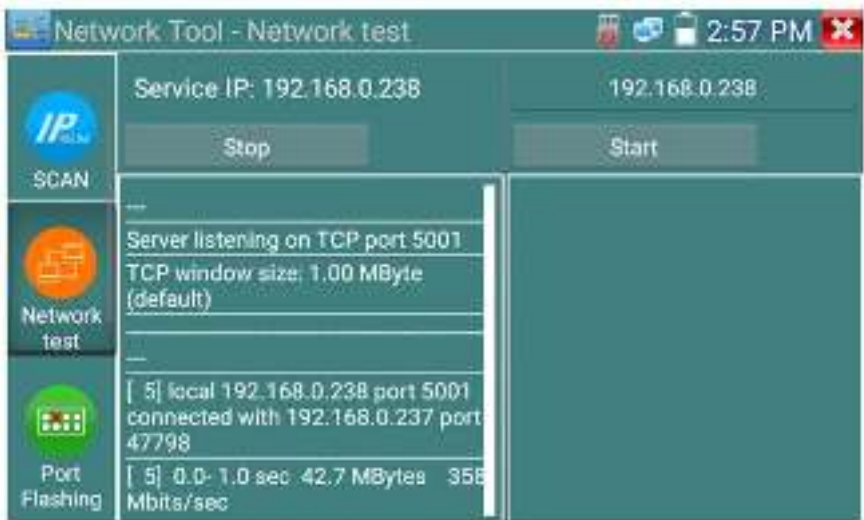 Network Tool - Network test
2:57 PM
Service IP: 192.168.0.238
192.168.0.238
Stop
Start
IP
SCAN
Network
test
Port
Flashing
---
Server listening on TCP port 5001
TCP window size: 1.00 MByte
(default)
---
[ 5] local 192.168.0.238 port 5001
connected with 192.168.0.237 port
47798
[ 5] 0.0- 1.0 sec 42.7 MBytes 358
Mbits/sec